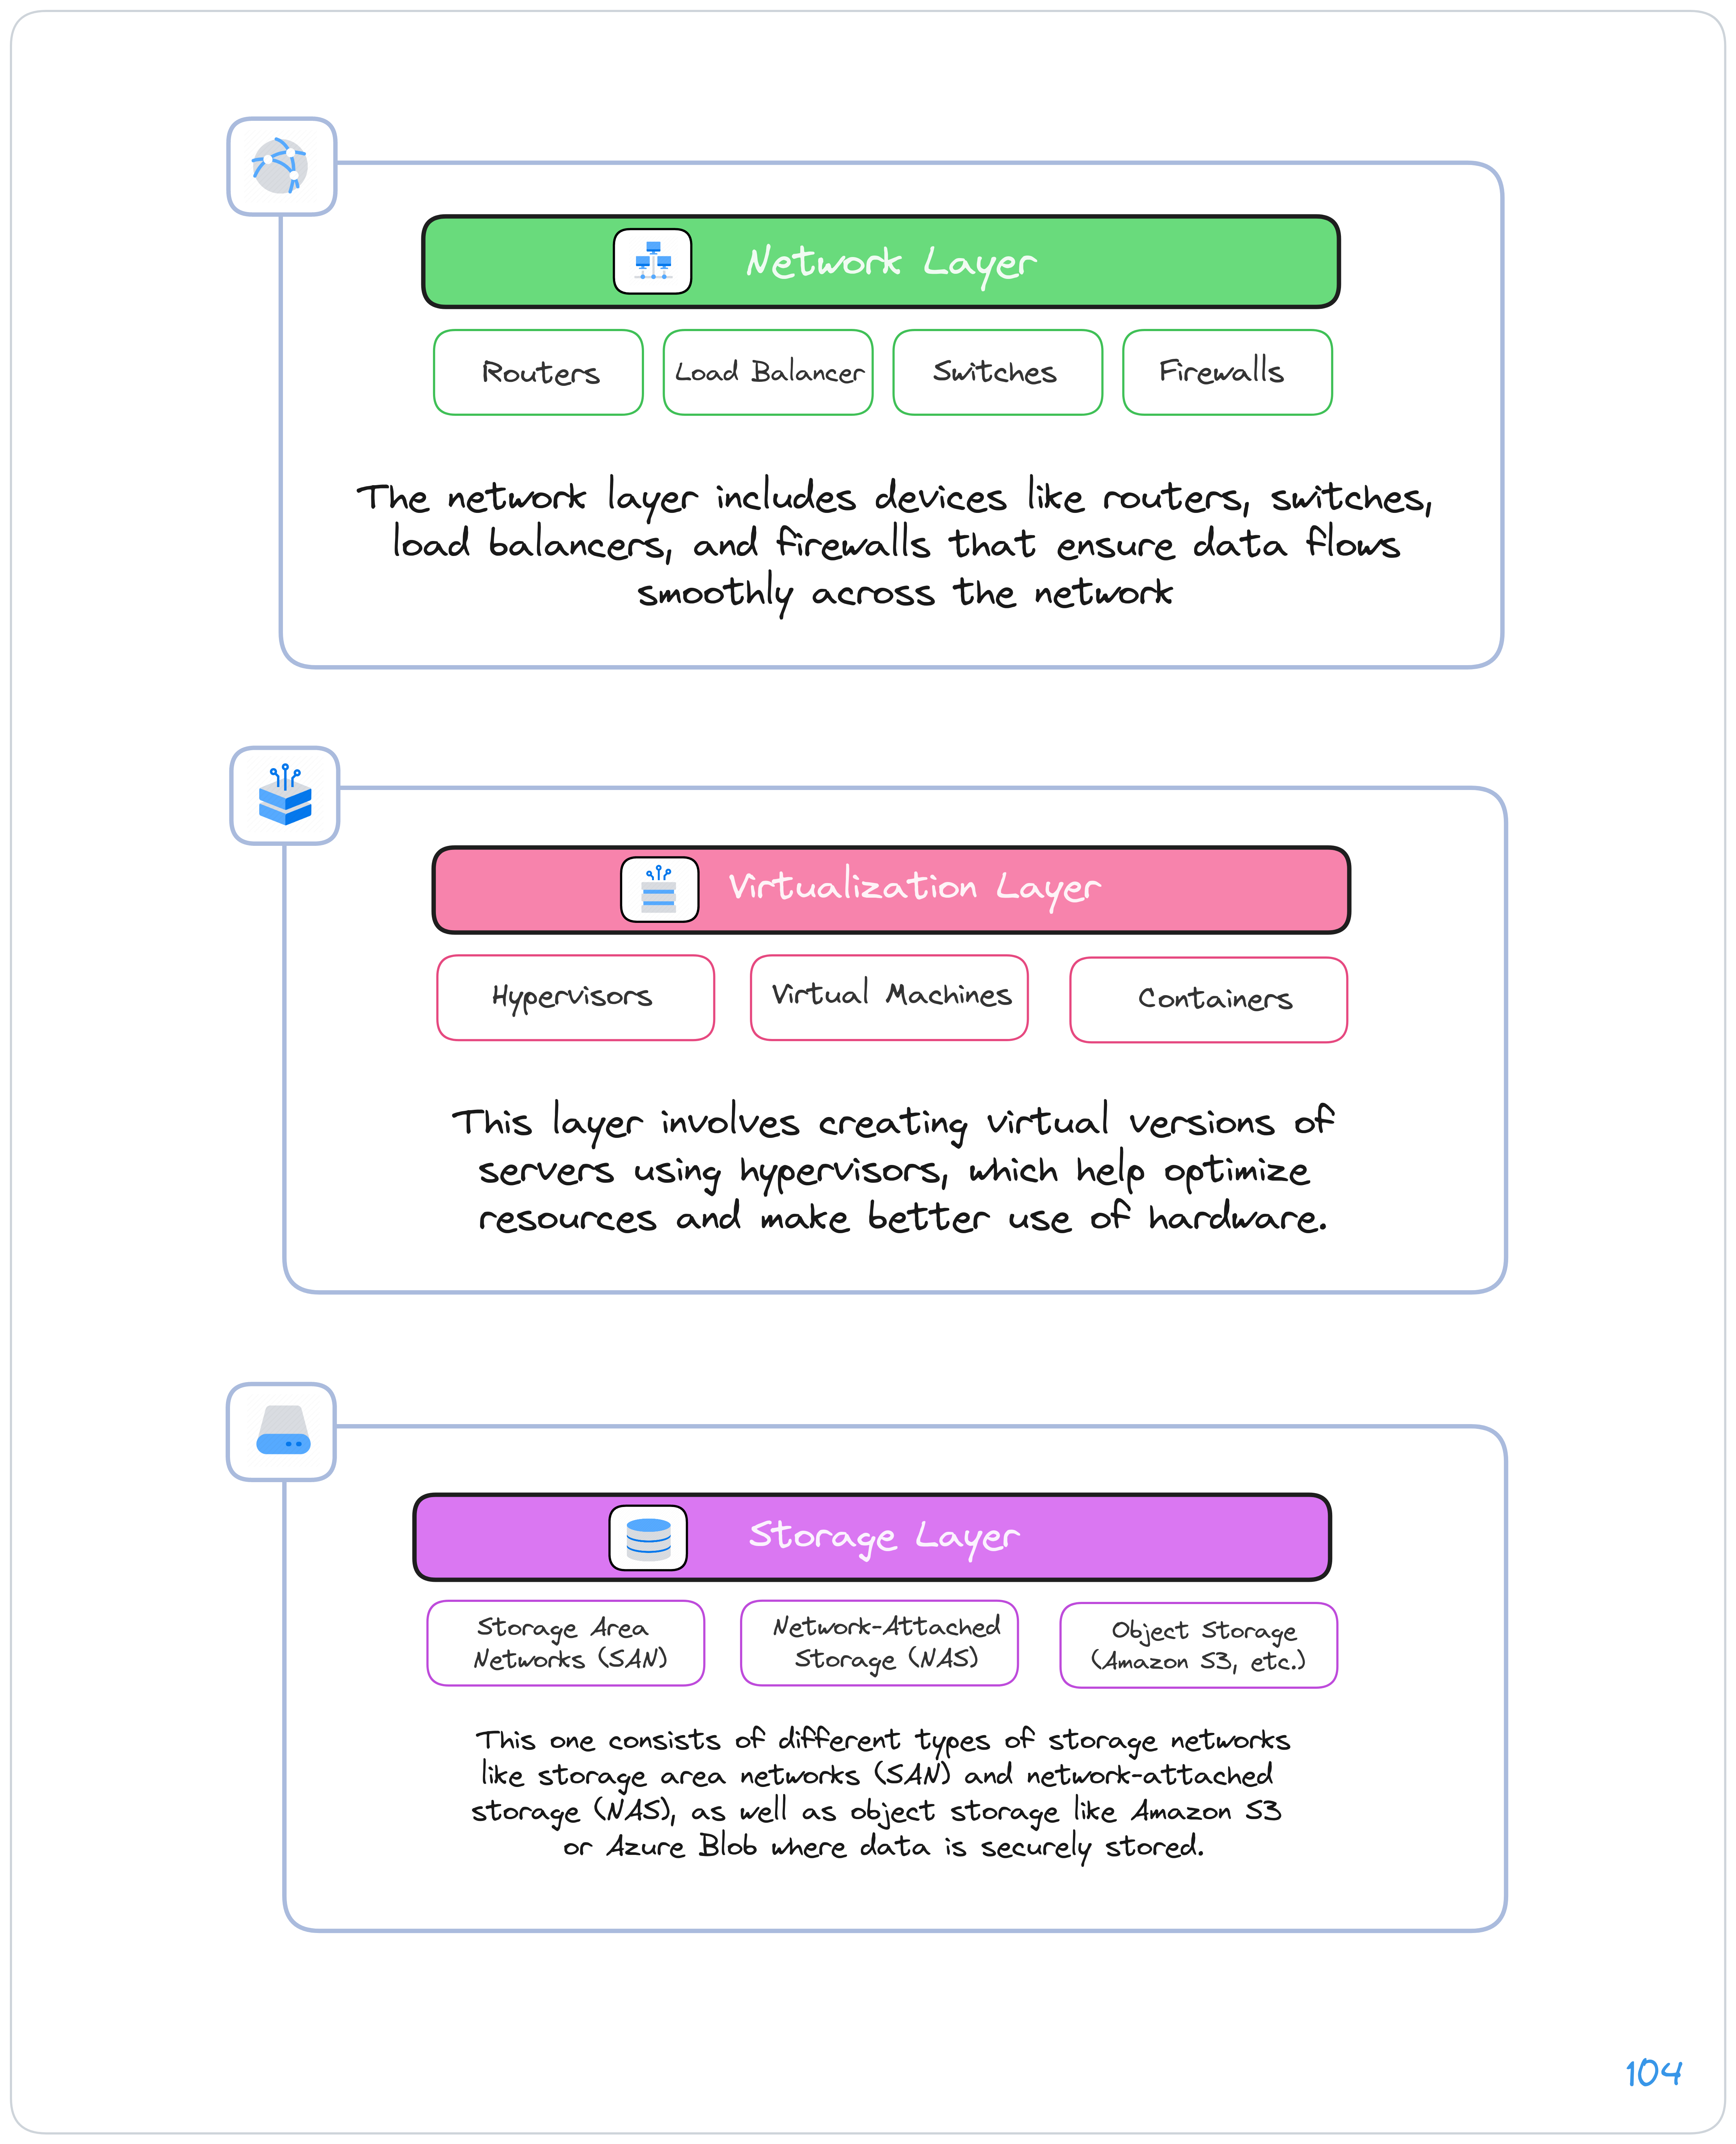 Network Layer
Routers
Load Balancer
Switches
Firewalls
The network layer includes devices like routers, switches,
load balancers, and firewalls that ensure data flows
smoothly across the network
Virtualization Layer
Hypervisors
Virtual Machines
Containers
This layer involves creating virtual versions of
servers using hypervisors, which help optimize
resources and make better use of hardware.
Storage Layer
Storage Area
Networks (SAN)
Network-Attached
Storage (NAS)
Object Storage
(Amazon S3, etc.)
This one consists of different types of storage networks
like storage area networks (SAN) and network-attached
storage (NAS), as well as object storage like Amazon S3
or Azure Blob where data is securely stored.
104